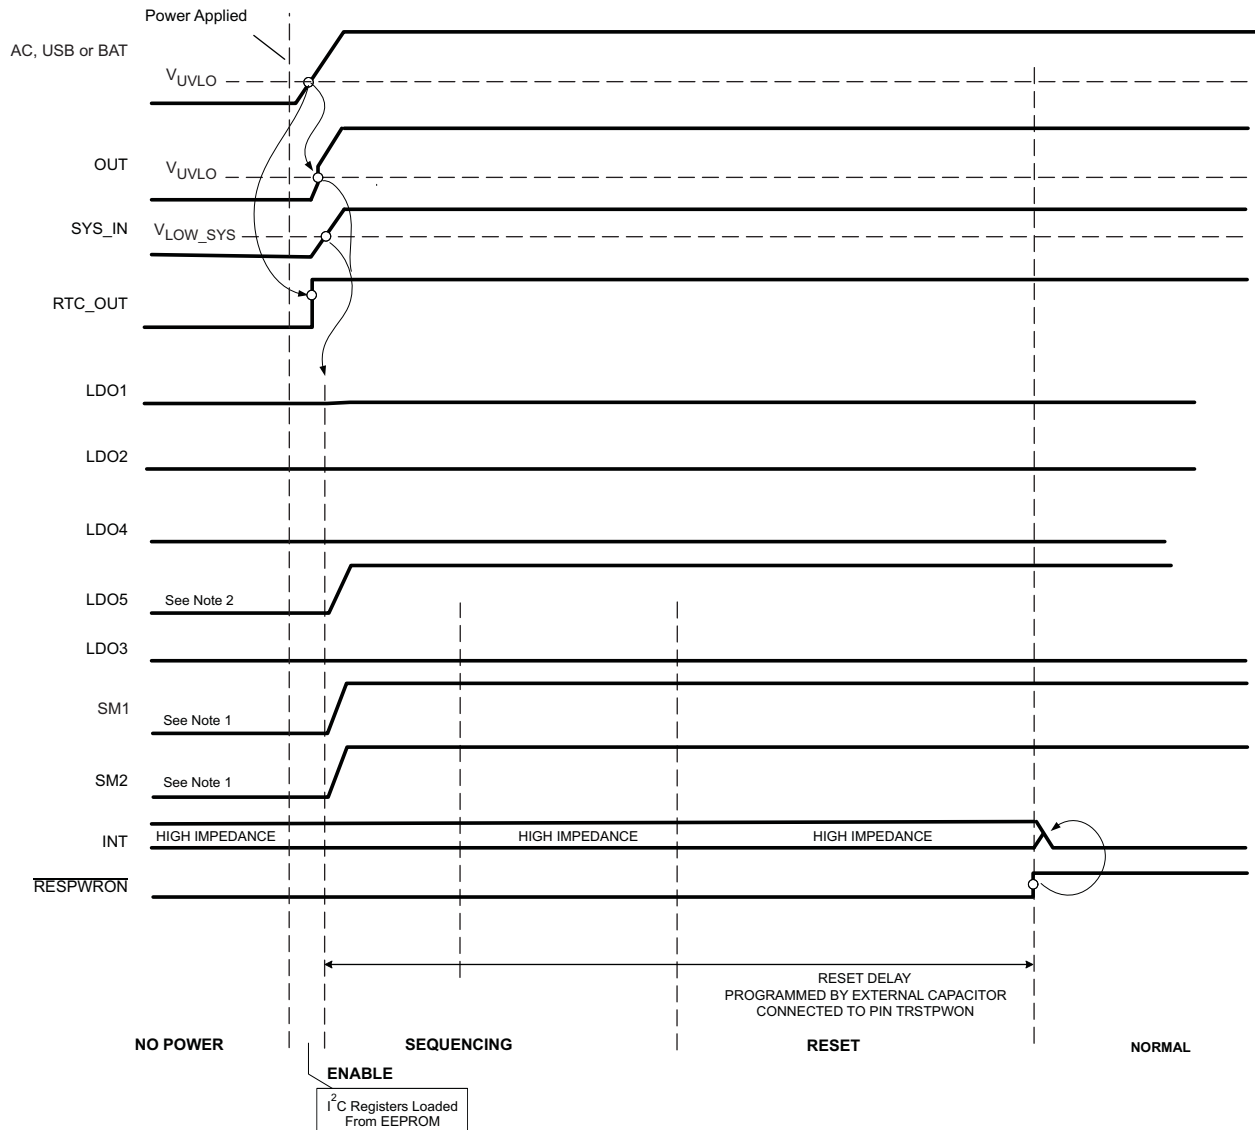 Power Applied
AC, USB or BAT
VUVLO
OUT
VUVLO
SYS_IN
VLOW_SYS
RTC_OUT
LDO1
LDO2
LDO4
LDO5
See Note 2
LDO3
SM1
See Note 1
SM2
See Note 1
INT
HIGH IMPEDANCE
HIGH IMPEDANCE
HIGH IMPEDANCE
RESPWRON
RESET DELAY
PROGRAMMED BY EXTERNAL CAPACITOR
CONNECTED TO PIN TRSTPWON
NO POWER
SEQUENCING
RESET
NORMAL
ENABLE
I2C Registers Loaded
From EEPROM